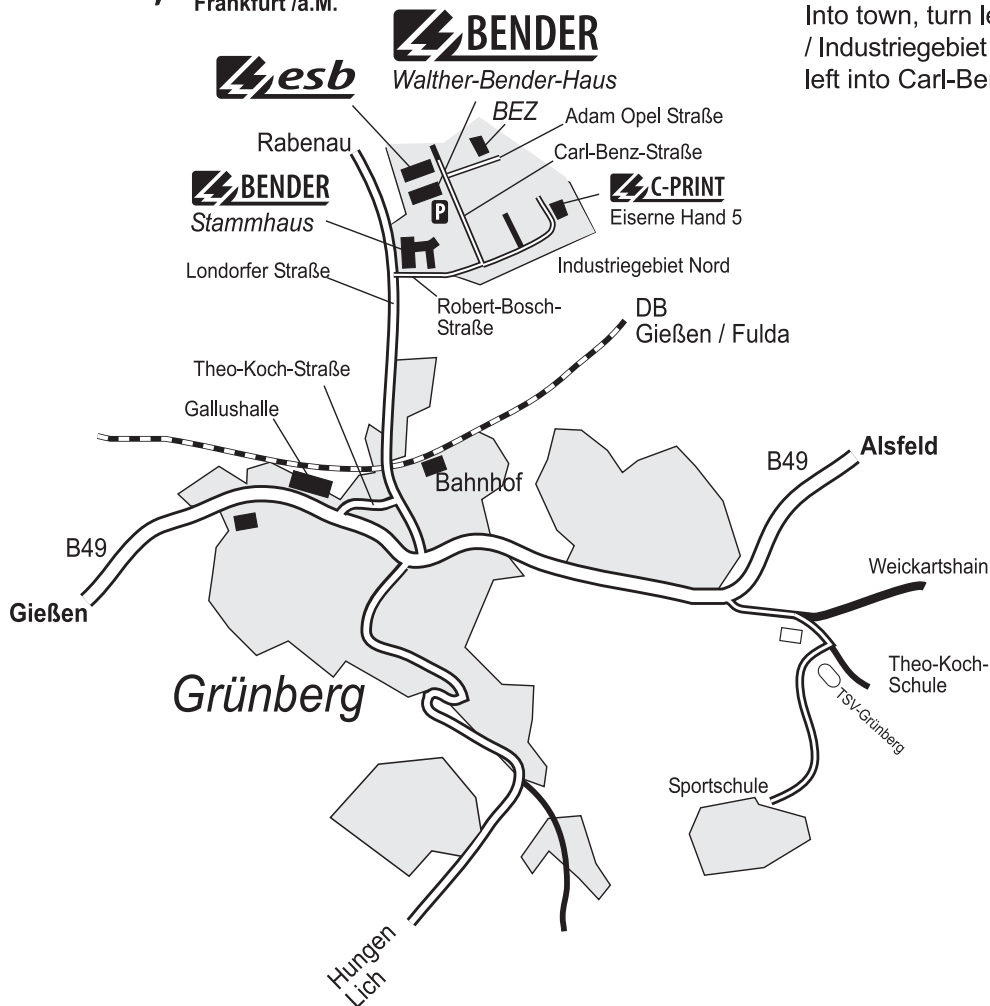 Frankfurt /a.M.
Into town, turn le
/ Industriegebiet
left into Carl-Be
BENDER
Walther-Bender-Haus
esb
BEZ
Adam Opel Straße
Rabenau
Carl-Benz-Straße
BENDER
Stammhaus
P
C-PRINT
Eiserne Hand 5
Londorfer Straße
Industriegebiet Nord
Robert-Bosch-
Straße
DB
Gießen / Fulda
Theo-Koch-Straße
Gallushalle
Bahnhof
B49
Alsfeld
B49
Gießen
Weickartshain
Theo-Koch-
Schule
TSV-Grünberg
Grünberg
Sportschule
Hungen
Lich